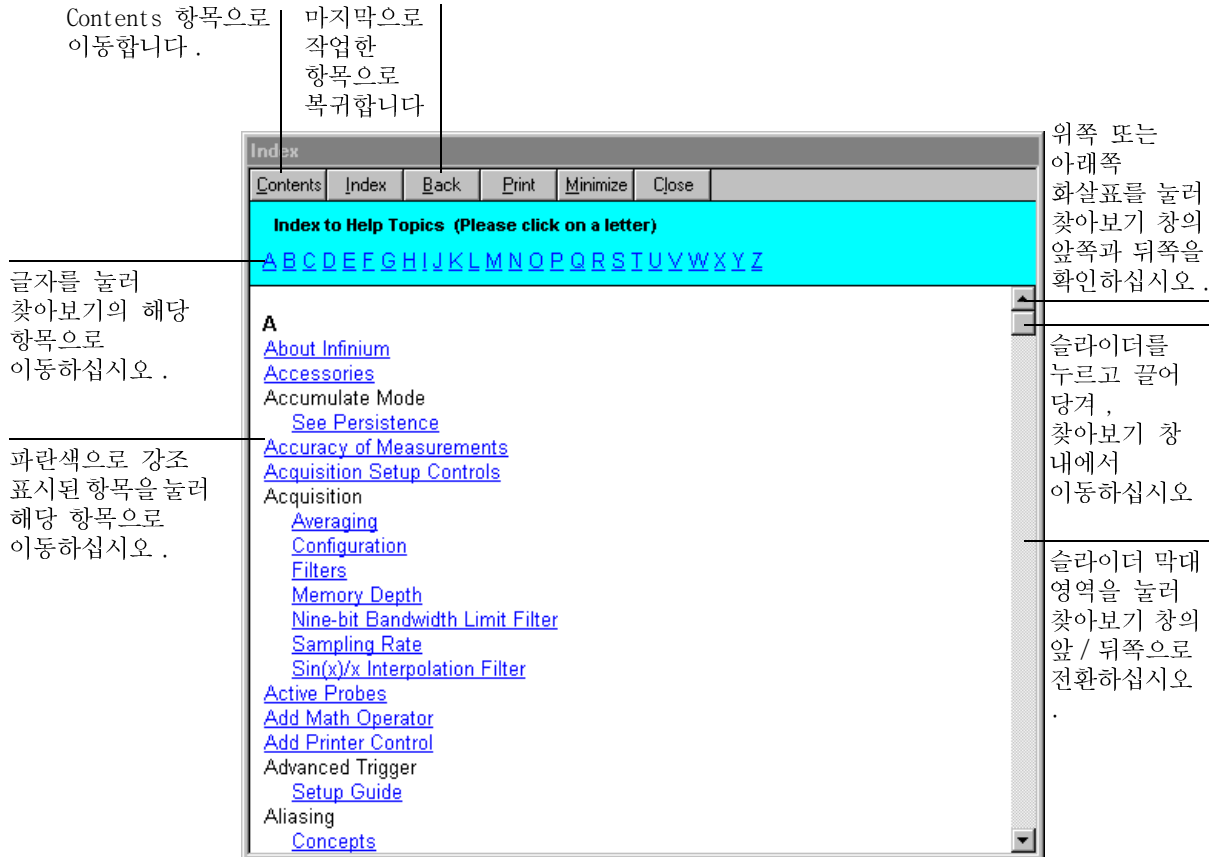 Contents 항목으로
이동합니다 .
마지막으로
작업한
항목으로
복귀합니다
글자를 눌러
찾아보기의 해당
항목으로
이동하십시오 .
파란색으로 강조
표시된 항목을 눌러
해당 항목으로
이동하십시오 .
Index
Contents Index Back Print Minimize Close
Index to Help Topics (Please click on a letter)
A B C D E F G H I J K L M N O P Q R S T U V W X Y Z
A
About Infinium
Accessories
Accumulate Mode
See Persistence
Accuracy of Measurements
Acquisition Setup Controls
Acquisition
Averaging
Configuration
Filters
Memory Depth
Nine-bit Bandwidth Limit Filter
Sampling Rate
Sin(x)/x Interpolation Filter
Active Probes
Add Math Operator
Add Printer Control
Advanced Trigger
Setup Guide
Aliasing
Concepts
위쪽 또는
아래쪽
화살표를 눌러
찾아보기 창의
앞쪽과 뒤쪽을
확인하십시오 .
슬라이더를
누르고 끌어
당겨 ,
찾아보기 창
내에서
이동하십시오
슬라이더 막대
영역을 눌러
찾아보기 창의
앞 / 뒤쪽으로
전환하십시오
.